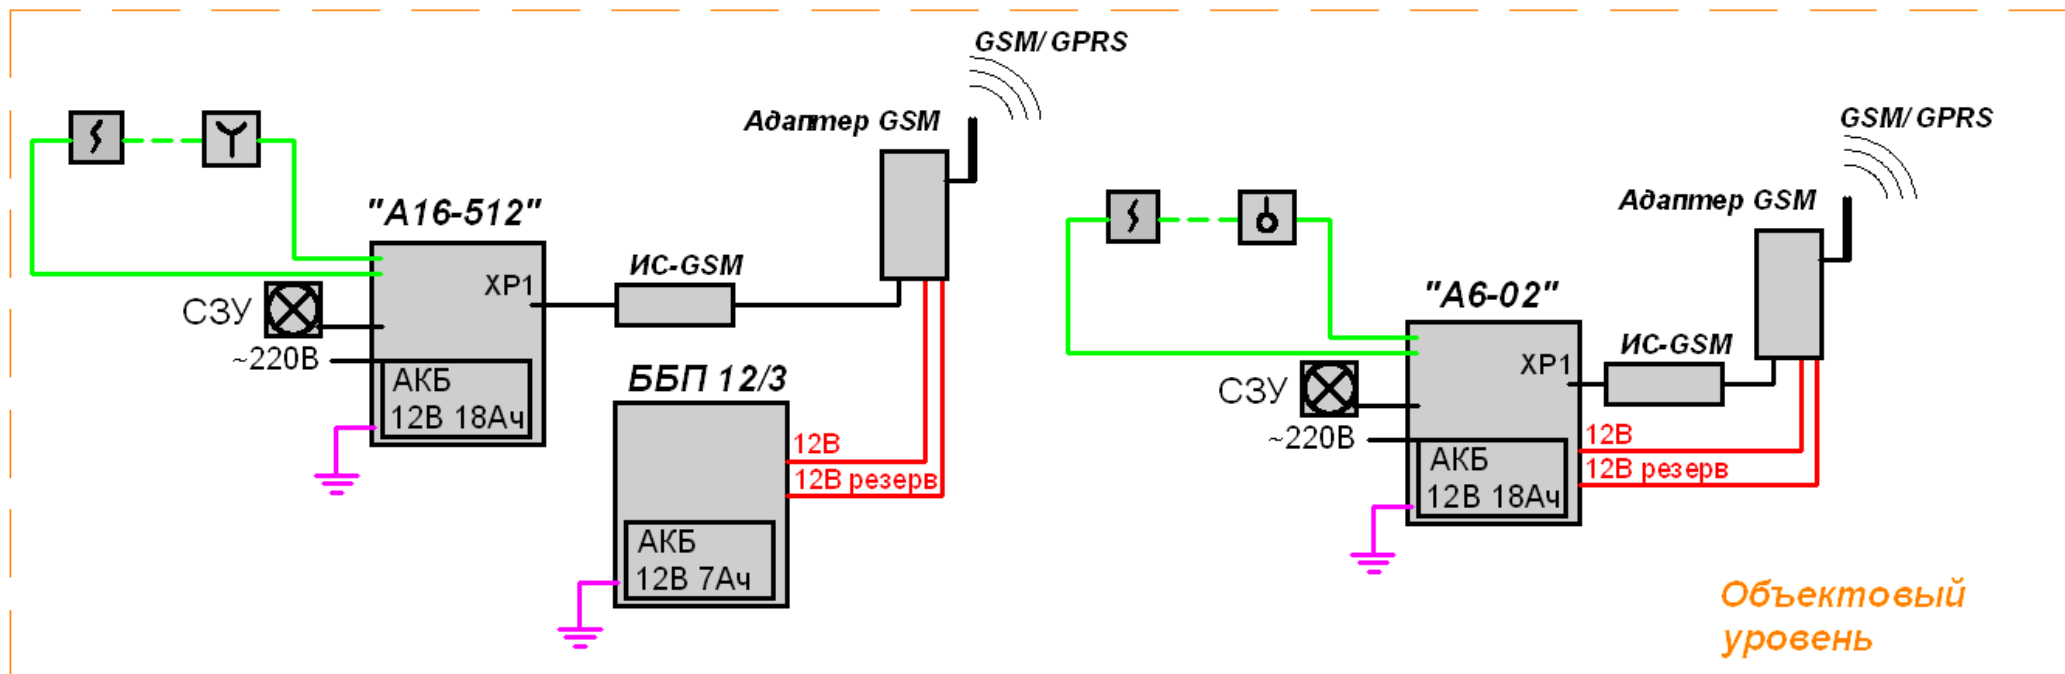 GSM/ GPRS
Адаптер GSM
"А16-512"
XP1
ИС-GSM
СЗУ
~220В
АКБ
12В 18Ач
ББП 12/3
12В
12В резерв
АКБ
12В 7Ач
GSM/ GPRS
Адаптер GSM
"А6-02"
XP1
ИС-GSM
СЗУ
~220В
АКБ
12В 18Ач
12В
12В резерв
Объектовый
уровень